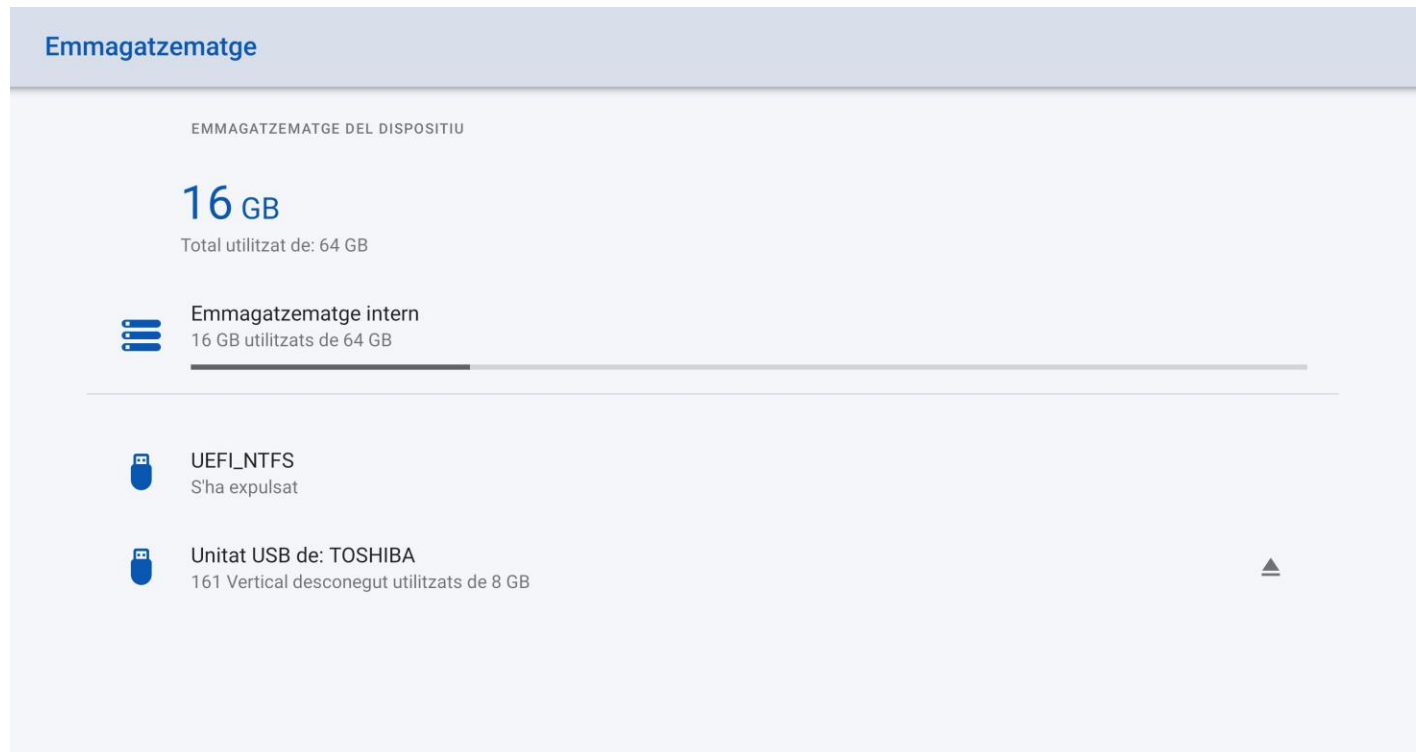 Emmagatzematge
EMMAGATZEMATGE DEL DISPOSITIU
16 GB
Total utilitzat de: 64 GB
Emmagatzematge intern
16 GB utilitzats de 64 GB
UEFI_NTFS
S'ha expulsat
Unitat USB de: TOSHIBA
161 Vertical desconegut utilitzats de 8 GB